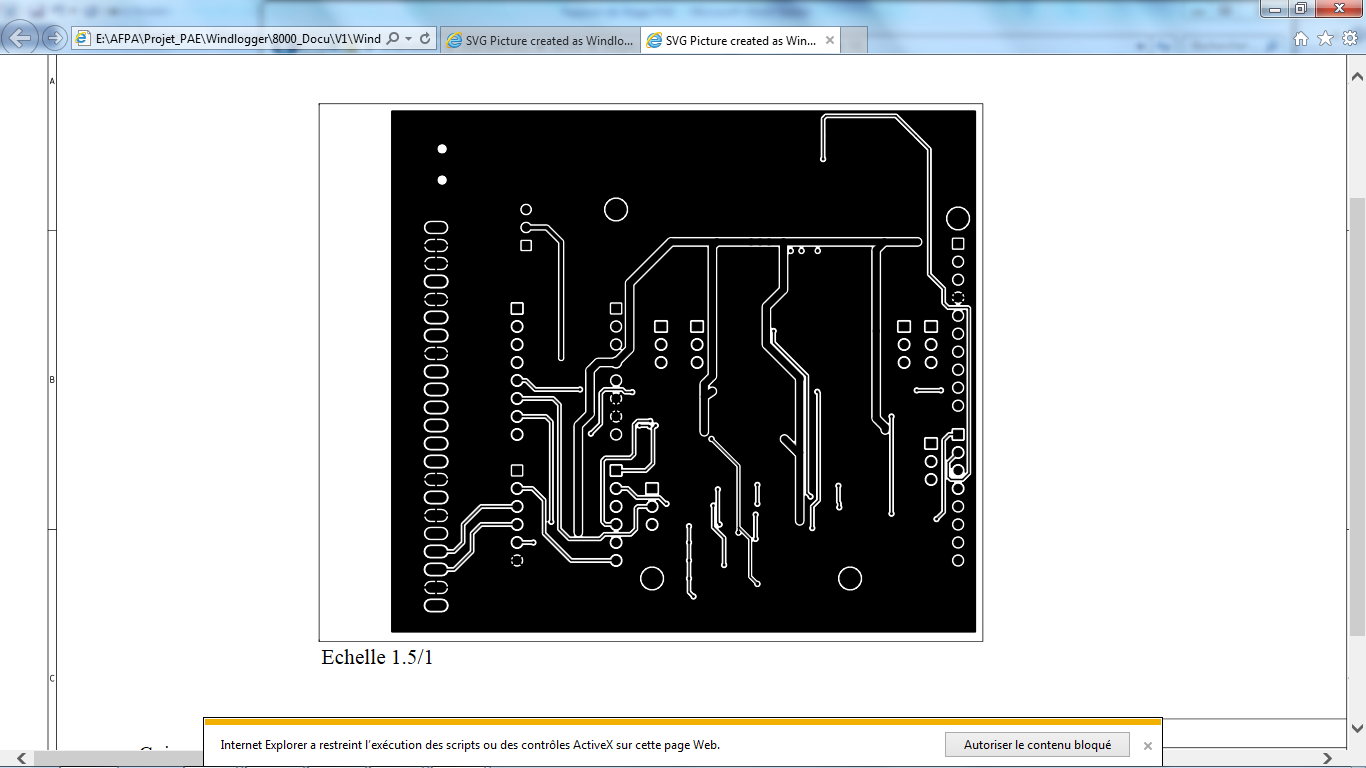 E:\AFPA\Projet_PAE\Windlogger\8000_Docu\V1\Wind
SVG Picture created as Windlo...
SVG Picture created as Win...
A
B
C
Echelle 1.5/1
Internet Explorer a restreint l'exécution des scripts ou des contrôles ActiveX sur cette page Web.
Autoriser le contenu bloqué